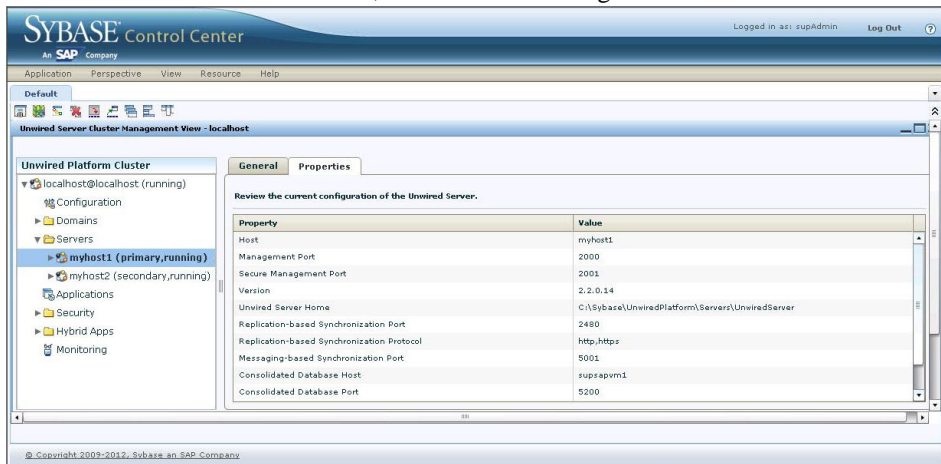 SYBASE Control Center
An SAP Company
Logged in as: supAdmin
Log Out
?
Application Perspective View Resource Help
Default
Unwired Server Cluster Management View - localhost
Unwired Platform Cluster
localhost@localhost (running)
Configuration
Domains
Servers
myhost1 (primary,running)
myhost2 (secondary,running)
Applications
Security
Hybrid Apps
Monitoring
General Properties
Review the current configuration of the Unwired Server.
Property Value
Host myhost1
Management Port 2000
Secure Management Port 2001
Version 2.2.0.14
Unwired Server Home C:\Sybase\UnwiredPlatform\Servers\UnwiredServer
Replication-based Synchronization Port 2480
Replication-based Synchronization Protocol http,https
Messaging-based Synchronization Port 5001
Consolidated Database Host supsapvm1
Consolidated Database Port 5200
© Copyright 2009-2012, Sybase an SAP Company